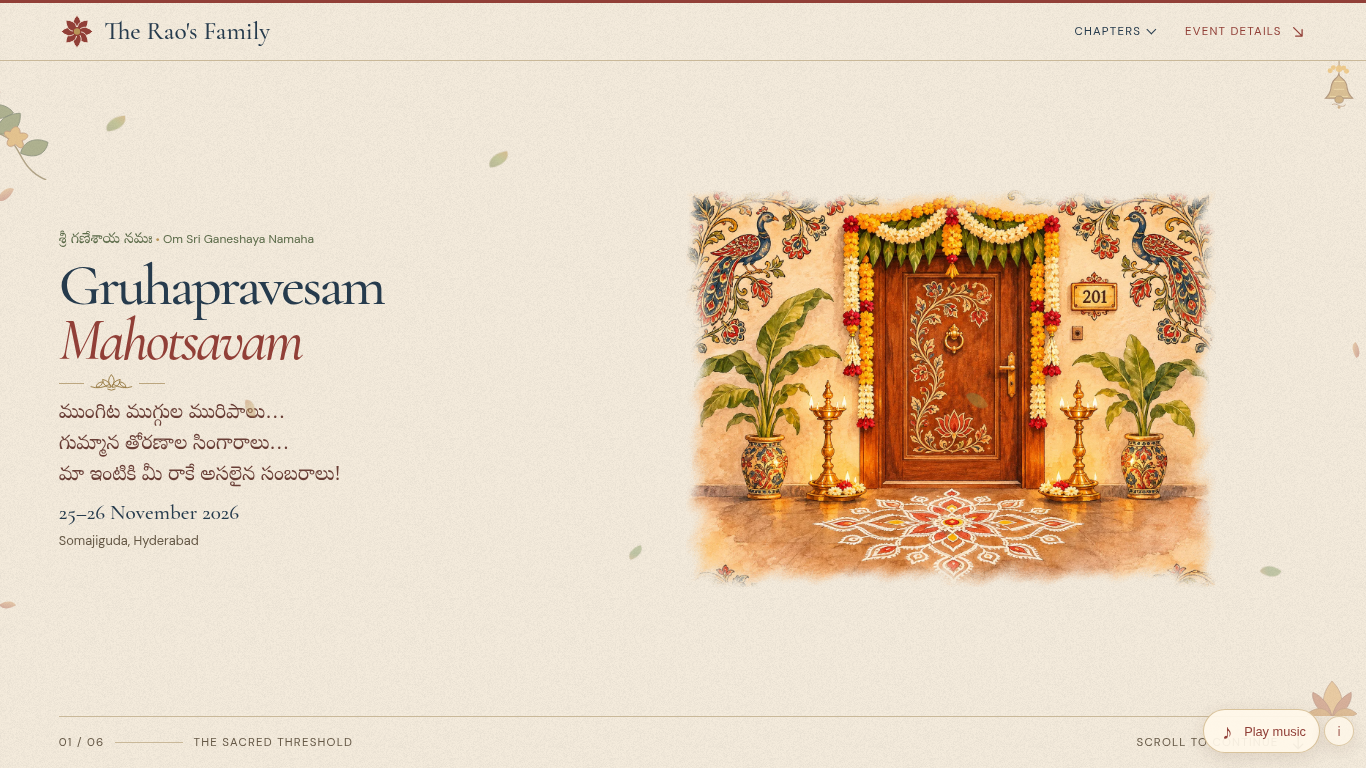 The Rao's Family
CHAPTERS
EVENT DETAILS
శ్రీ గణేశాయ నమః • Om Sri Ganeshaya Namaha
Gruhapravesam
Mahotsavam
ముంగిట ముగ్గుల మురిపాలు...
గుమ్మాన తోరణాల సింగారాలు...
మా ఇంటికి మీ రాకే అసలైన సంబరాలు!
25–26 November 2026
Somajiguda, Hyderabad
201
01 / 06
THE SACRED THRESHOLD
SCROLL TO
♪ Play music
i